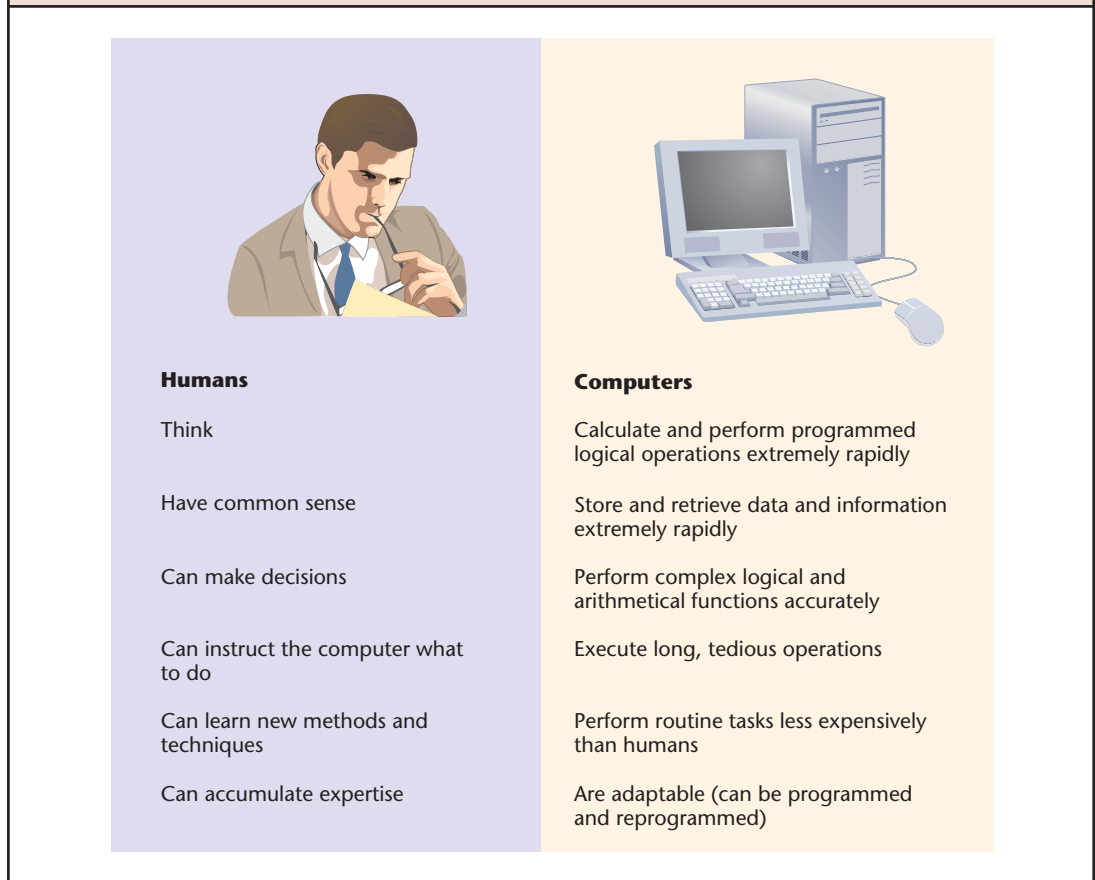 Humans
Think
Have common sense
Can make decisions
Can instruct the computer what
to do
Can learn new methods and
techniques
Can accumulate expertise
Computers
Calculate and perform programmed
logical operations extremely rapidly
Store and retrieve data and information
extremely rapidly
Perform complex logical and
arithmetical functions accurately
Execute long, tedious operations
Perform routine tasks less expensively
than humans
Are adaptable (can be programmed
and reprogrammed)